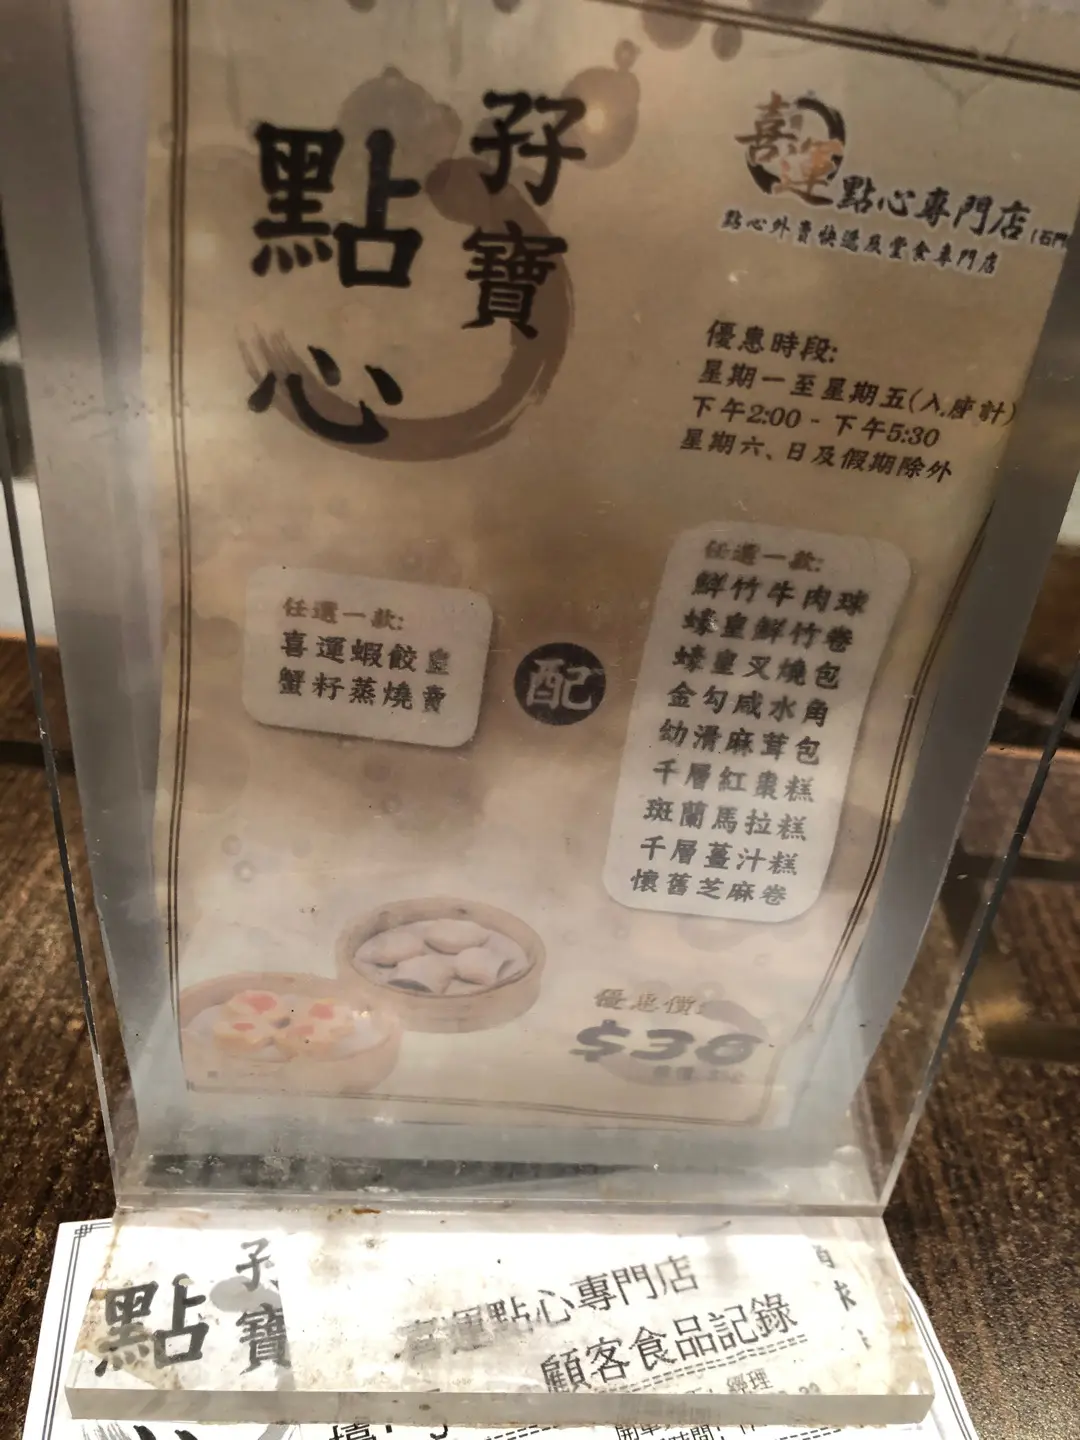 孖寶
點心
喜運
點心專門店(石門
點心外賣快遞及堂食專門店
優惠時段:
星期一至星期五(入座計)
下午2:00 - 下午5:30
星期六、日及假期除外
任選一款:
喜運蝦餃皇
蟹籽蒸燒賣
配
任選一款:
鮮竹牛肉球
蠔皇鮮竹卷
蠔皇叉燒包
金勾咸水角
幼滑麻茸包
千層紅棗糕
斑蘭馬拉糕
千層薑汁糕
懷舊芝麻卷
優惠價:
孖寶
點
喜運點心專門店
顧客食品記錄
經理